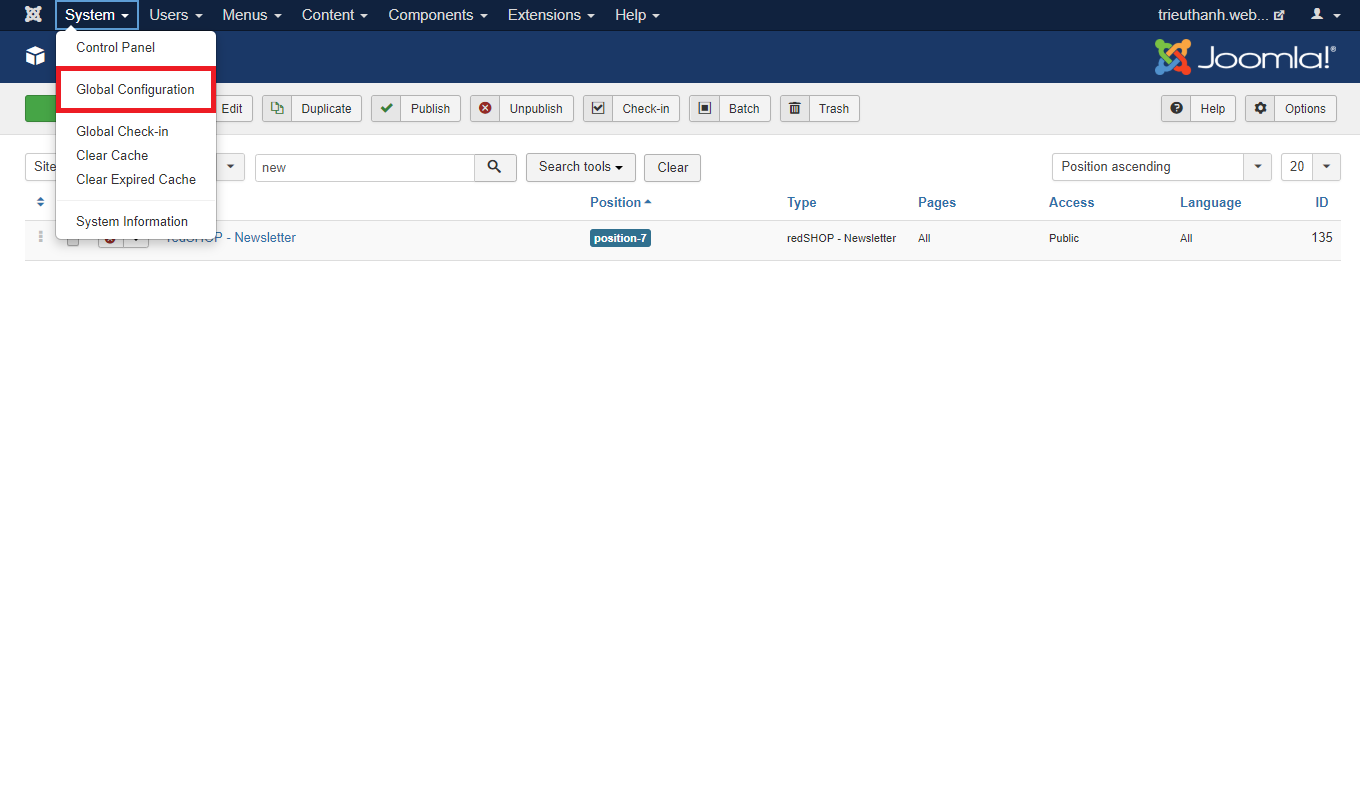 System Users Menus Content Components Extensions Help trieuthanh.web...
Control Panel
Joomla!®
Global Configuration
Edit Duplicate Publish Unpublish Check-in Batch Trash Help Options
Global Check-in
Clear Cache
Clear Expired Cache
System Information
Site new Search tools Clear Position ascending 20
Position Type Pages Access Language ID
redSHOP - Newsletter position-7 redSHOP - Newsletter All Public All 135